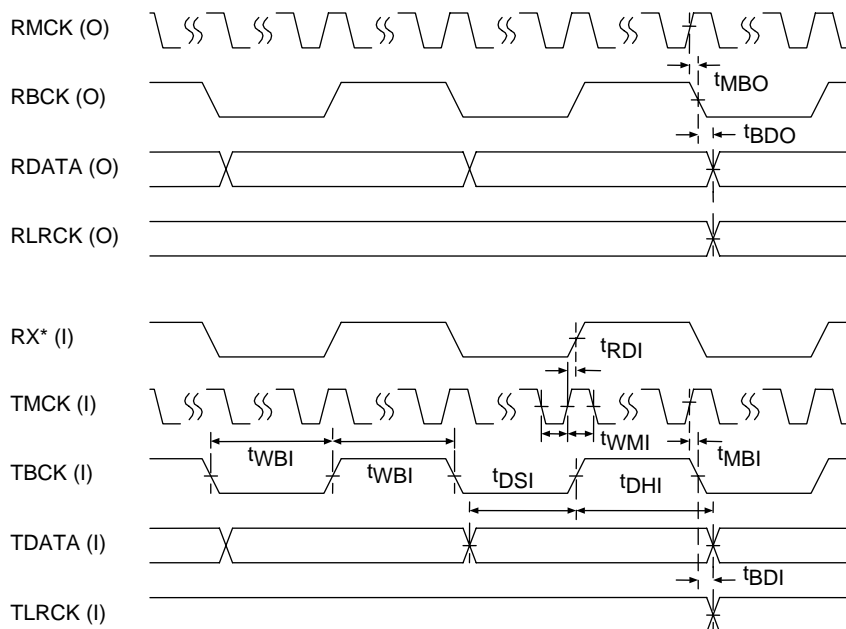 RMCK (O)
tMBO
RBCK (O)
tBDO
RDATA (O)
RLRCK (O)
RX* (I)
tRDI
TMCK (I)
tWMI
tWBI
tMBI
TBCK (I)
tWBI
tDSI
tDHI
TDATA (I)
tBDI
TLRCK (I)